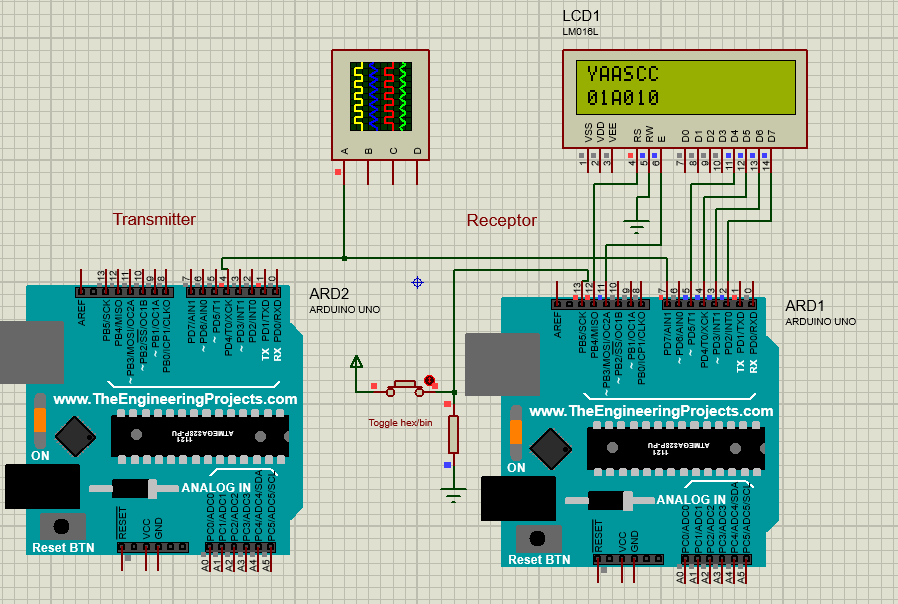 LCD1
LM016L
YAASCC
01A010
VSS
VDD
VEE
RS
RW
E
D0
D1
D2
D3
D4
D5
D6
D7
1
2
3
4
5
6
7
8
9
10
11
12
13
14
A
B
C
D
Transmitter
Receptor
ARD2
ARDUINO UNO
13
12
11
10
9
8
7
6
5
4
3
2
1
0
AREF
PB5/SCK
PB4/MISO
~ PB3/MOSI/OC2A
~ PB2/SS/OC1B
~ PB1/OC1A
PB0/ICP1/CLKO
PD7/AIN1
~ PD6/AIN0
~ PD5/T1
PD4/T0/XCK
~ PD3/INT1
PD2/INT0
TX PD1/TXD
RX PD0/RXD
www.TheEngineeringProjects.com
1121
ATMEGA328P-PU
ON
ANALOG IN
RESET
VCC
GND
PC0/ADC0
PC1/ADC1
PC2/ADC2
PC3/ADC3
PC4/ADC4/SDA
PC5/ADC5/SCL
Reset BTN
A0
A1
A2
A3
A4
A5
Toggle hex/bin
ARD1
ARDUINO UNO
13
12
11
10
9
8
7
6
5
4
3
2
1
0
AREF
PB5/SCK
PB4/MISO
~ PB3/MOSI/OC2A
~ PB2/SS/OC1B
~ PB1/OC1A
PB0/ICP1/CLKO
PD7/AIN1
~ PD6/AIN0
~ PD5/T1
PD4/T0/XCK
~ PD3/INT1
PD2/INT0
TX PD1/TXD
RX PD0/RXD
www.TheEngineeringProjects.com
1121
ATMEGA328P-PU
ON
ANALOG IN
RESET
VCC
GND
PC0/ADC0
PC1/ADC1
PC2/ADC2
PC3/ADC3
PC4/ADC4/SDA
PC5/ADC5/SCL
Reset BTN
A0
A1
A2
A3
A4
A5